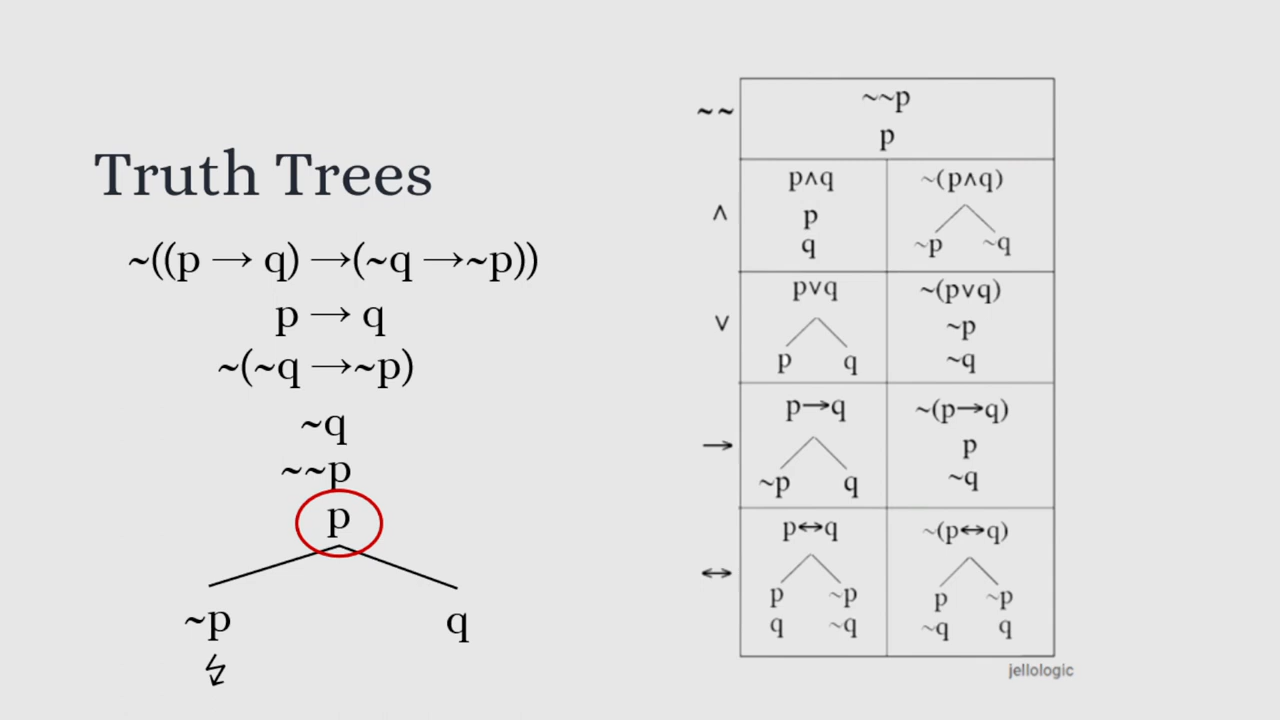 Truth Trees
~((p → q) →(~q →~p))
p → q
~(~q →~p)
~q
~~p
p
~p q
↯
~~ ~~p
p
∧ p∧q ~(p∧q)
p ~p ~q
q
∨ p∨q ~(p∨q)
~p
p q ~q
→ p→q ~(p→q)
p
~p q ~q
↔ p↔q ~(p↔q)
p ~p p ~p
q ~q ~q q
jellologic